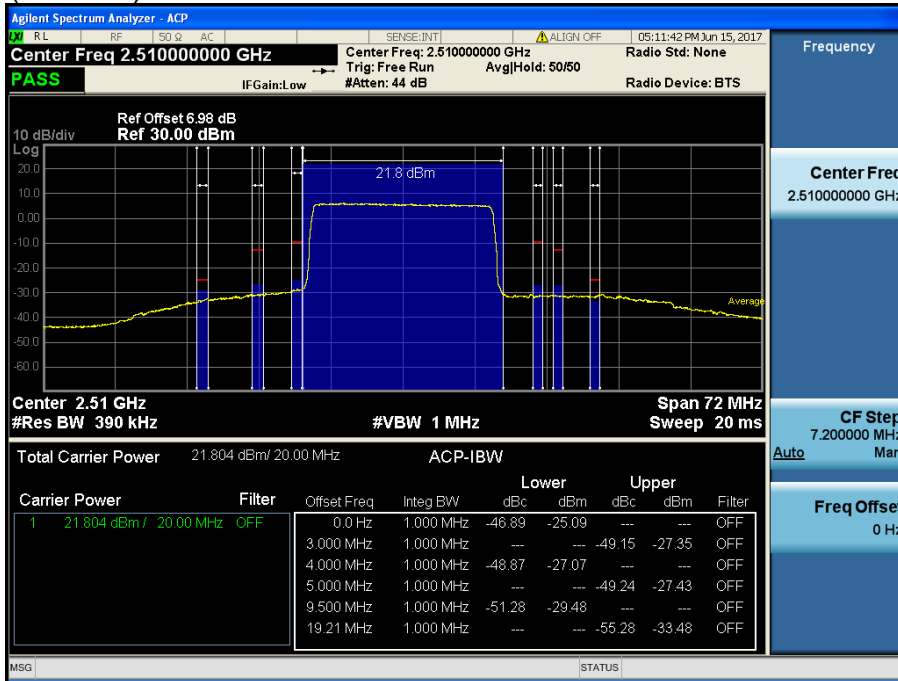 Agilent Spectrum Analyzer - ACP
LXI RL RF 50 Ω AC SENSE:INT ALIGN OFF 05:11:42 PM Jun 15, 2017
Center Freq 2.510000000 GHz
Center Freq: 2.510000000 GHz Radio Std: None
Trig: Free Run Avg|Hold: 50/50
PASS IFGain:Low #Atten: 44 dB Radio Device: BTS
Frequency
Ref Offset 6.98 dB
10 dB/div Ref 30.00 dBm
Log
20.0
10.0
0.00
-10.0
-20.0
-30.0
-40.0
-50.0
-60.0
21.8 dBm
Average
Center 2.51 GHz Span 72 MHz
#Res BW 390 kHz #VBW 1 MHz Sweep 20 ms
Total Carrier Power 21.804 dBm/ 20.00 MHz ACP-IBW
Lower Upper
Carrier Power Filter Offset Freq Integ BW dBc dBm dBc dBm Filter
1 21.804 dBm / 20.00 MHz OFF 0.0 Hz 1.000 MHz -46.89 -25.09 --- --- OFF
3.000 MHz 1.000 MHz --- --- -49.15 -27.35 OFF
4.000 MHz 1.000 MHz -48.87 -27.07 --- --- OFF
5.000 MHz 1.000 MHz --- --- -49.24 -27.43 OFF
9.500 MHz 1.000 MHz -51.28 -29.48 --- --- OFF
19.21 MHz 1.000 MHz --- --- -55.28 -33.48 OFF
Center Freq
2.510000000 GHz
CF Step
7.200000 MHz
Auto Man
Freq Offset
0 Hz
MSG STATUS